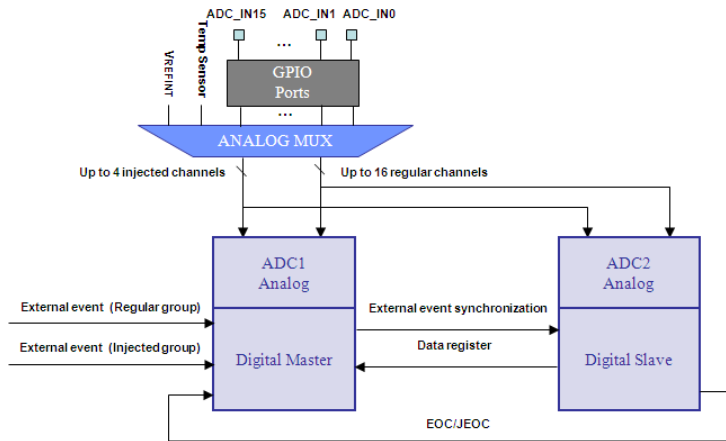 ADC_IN15
ADC_IN1
ADC_IN0
...
VREFINT
Temp Sensor
GPIO
Ports
...
ANALOG MUX
Up to 4 injected channels
Up to 16 regular channels
ADC1
Analog
ADC2
Analog
External event (Regular group)
External event synchronization
External event (Injected group)
Data register
Digital Master
Digital Slave
EOC/JEOC